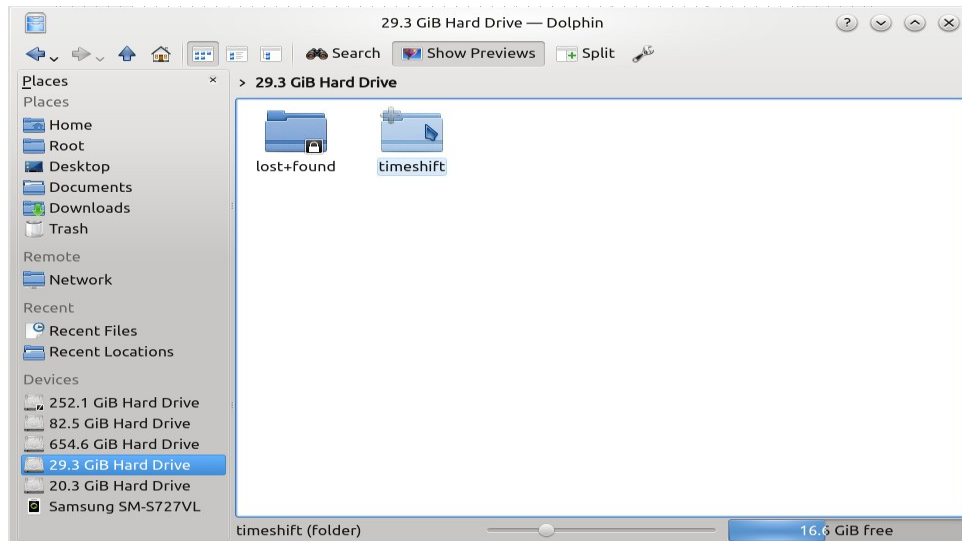 29.3 GiB Hard Drive — Dolphin
Search
Show Previews
Split
Places
Places
Home
Root
Desktop
Documents
Downloads
Trash
Remote
Network
Recent
Recent Files
Recent Locations
Devices
252.1 GiB Hard Drive
82.5 GiB Hard Drive
654.6 GiB Hard Drive
29.3 GiB Hard Drive
20.3 GiB Hard Drive
Samsung SM-S727VL
> 29.3 GiB Hard Drive
lost+found
timeshift
timeshift (folder)
16.6 GiB free